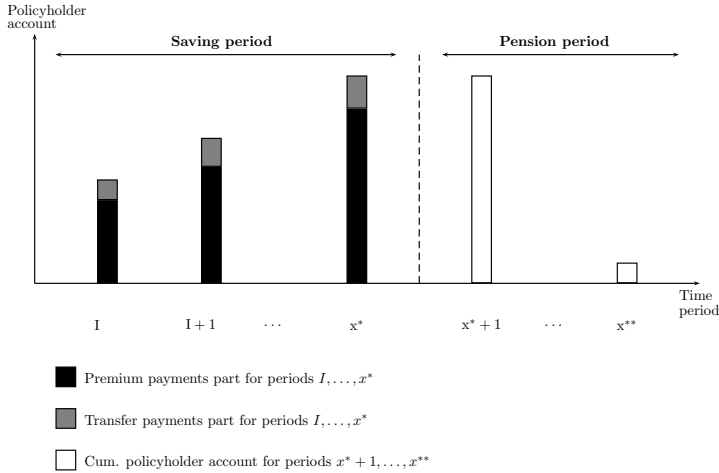 Policyholder
account
Saving period
Pension period
Time
period
I
I + 1
· · ·
x*
x* + 1
· · ·
x**
Premium payments part for periods I, . . . , x*
Transfer payments part for periods I, . . . , x*
Cum. policyholder account for periods x* + 1, . . . , x**